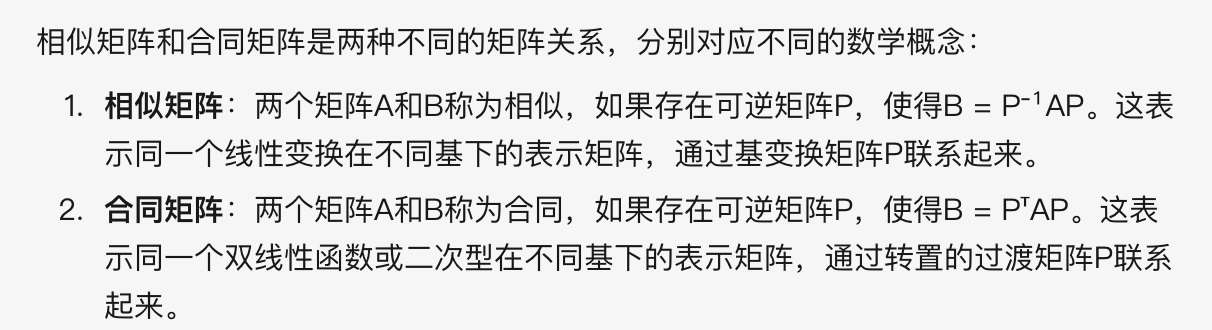 相似矩阵和合同矩阵是两种不同的矩阵关系，分别对应不同的数学概念：
1. 相似矩阵：两个矩阵A和B称为相似，如果存在可逆矩阵P，使得B = P⁻¹AP。这表
示同一个线性变换在不同基下的表示矩阵，通过基变换矩阵P联系起来。
2. 合同矩阵：两个矩阵A和B称为合同，如果存在可逆矩阵P，使得B = PᵀAP。这表
示同一个双线性函数或二次型在不同基下的表示矩阵，通过转置的过渡矩阵P联系
起来。